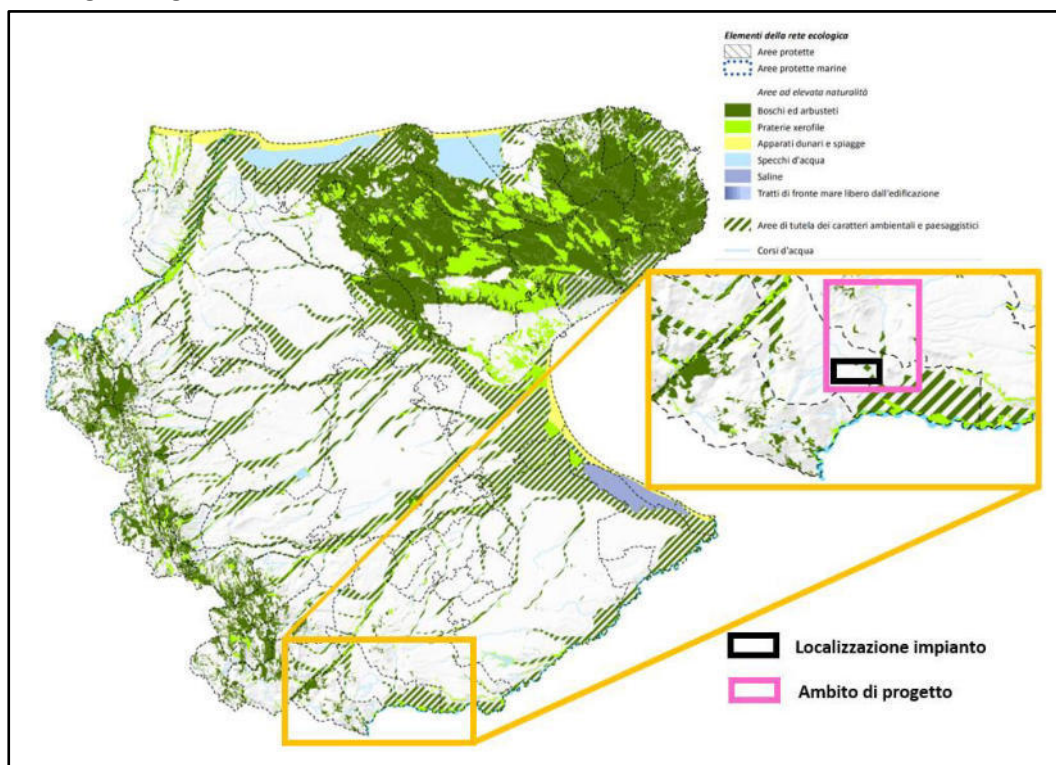 Elementi della rete ecologica
Aree protette
Aree protette marine
Aree ad elevata naturalità
Boschi ed arbusteti
Praterie xerofile
Apparati dunari e spiagge
Specchi d'acqua
Saline
Tratti di fronte mare libero dall'edificazione
Aree di tutela dei caratteri ambientali e paesaggistici
Corsi d'acqua
Localizzazione impianto
Ambito di progetto